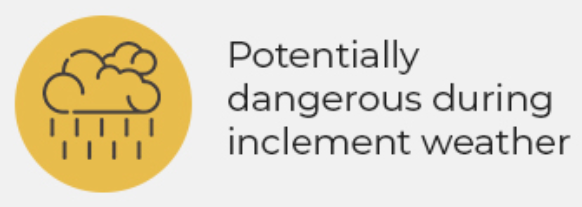 Potentially
dangerous during
inclement weather